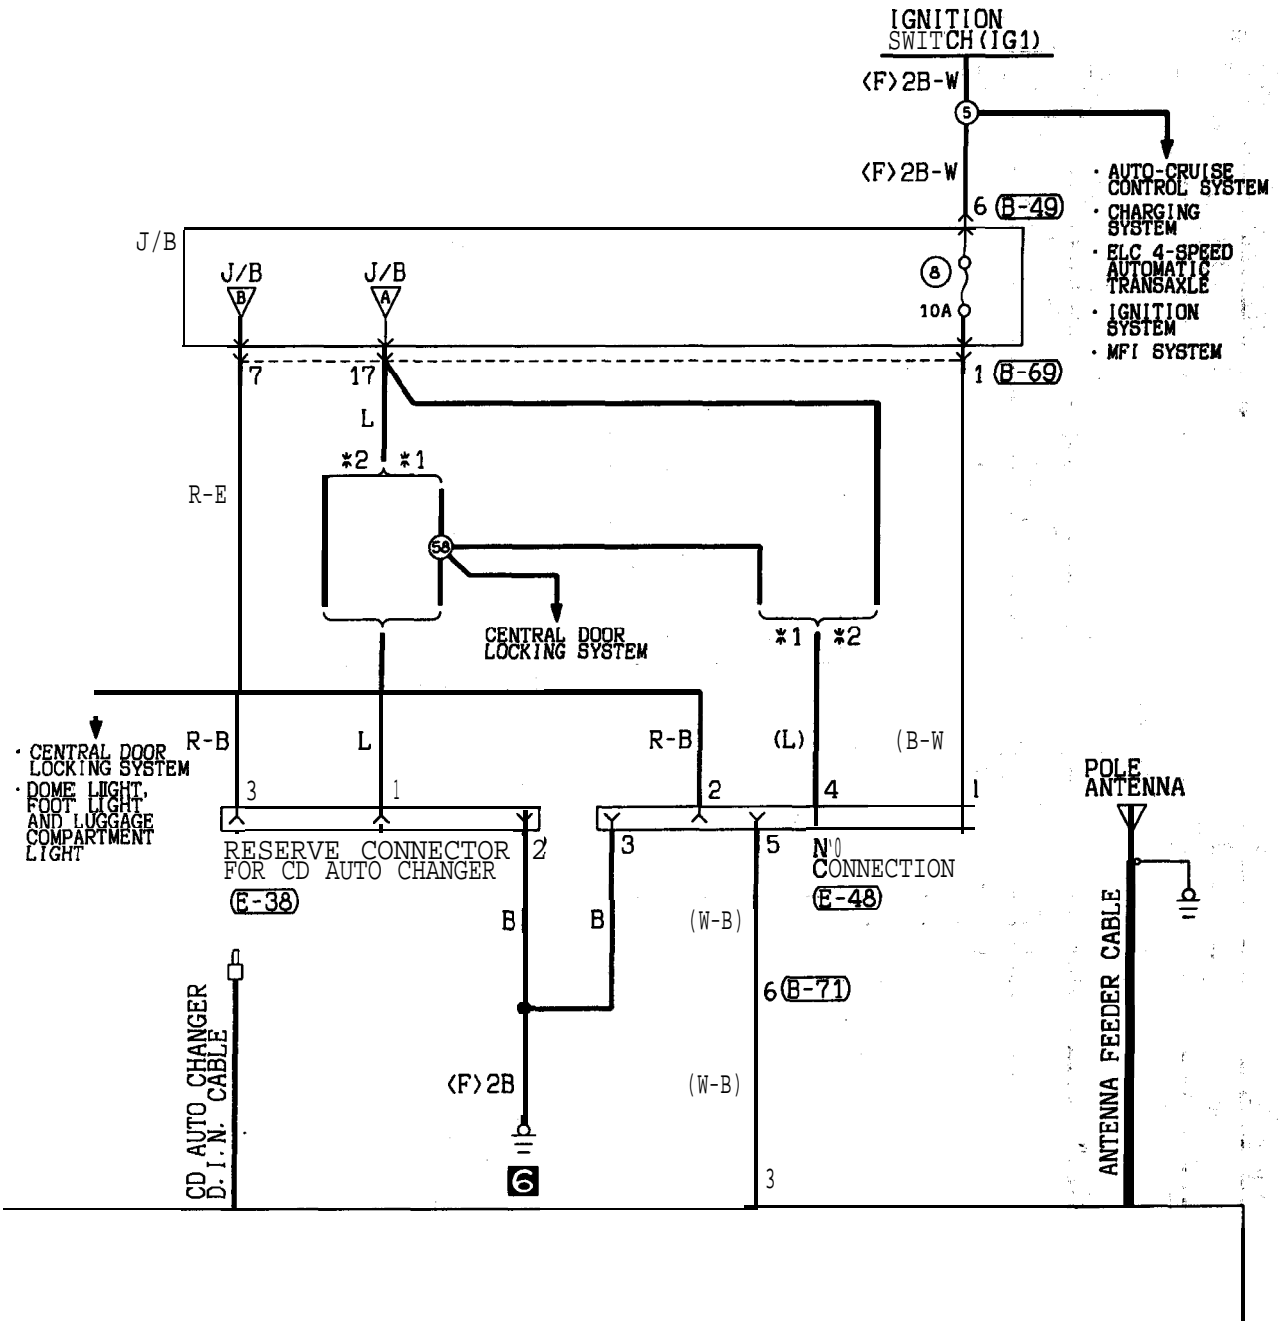 IGNITION
SWITCH(IG1)
<F>2B-W
5
<F>2B-W
6 B-49
· AUTO-CRUISE
CONTROL SYSTEM
· CHARGING
SYSTEM
· ELC 4-SPEED
AUTOMATIC
TRANSAXLE
· IGNITION
SYSTEM
· MFI SYSTEM
J/B
J/B
B
J/B
A
8
10A
7
17
1 B-69
L
*2 *1
R-E
58
CENTRAL DOOR
LOCKING SYSTEM
*1 *2
R-B
L
R-B
(L)
(B-W
· CENTRAL DOOR
LOCKING SYSTEM
· DOME LIIGHT,
FOOT LIGHT
AND LUGGAGE
COMPARTMENT
LIGHT
3
1
2
4
1
POLE
ANTENNA
RESERVE CONNECTOR
FOR CD AUTO CHANGER
E-38
2
3
5
N0
CONNECTION
E-48
B
B
(W-B)
6 B-71
CD AUTO CHANGER
D.I.N. CABLE
<F>2B
(W-B)
6
3
ANTENNA FEEDER CABLE